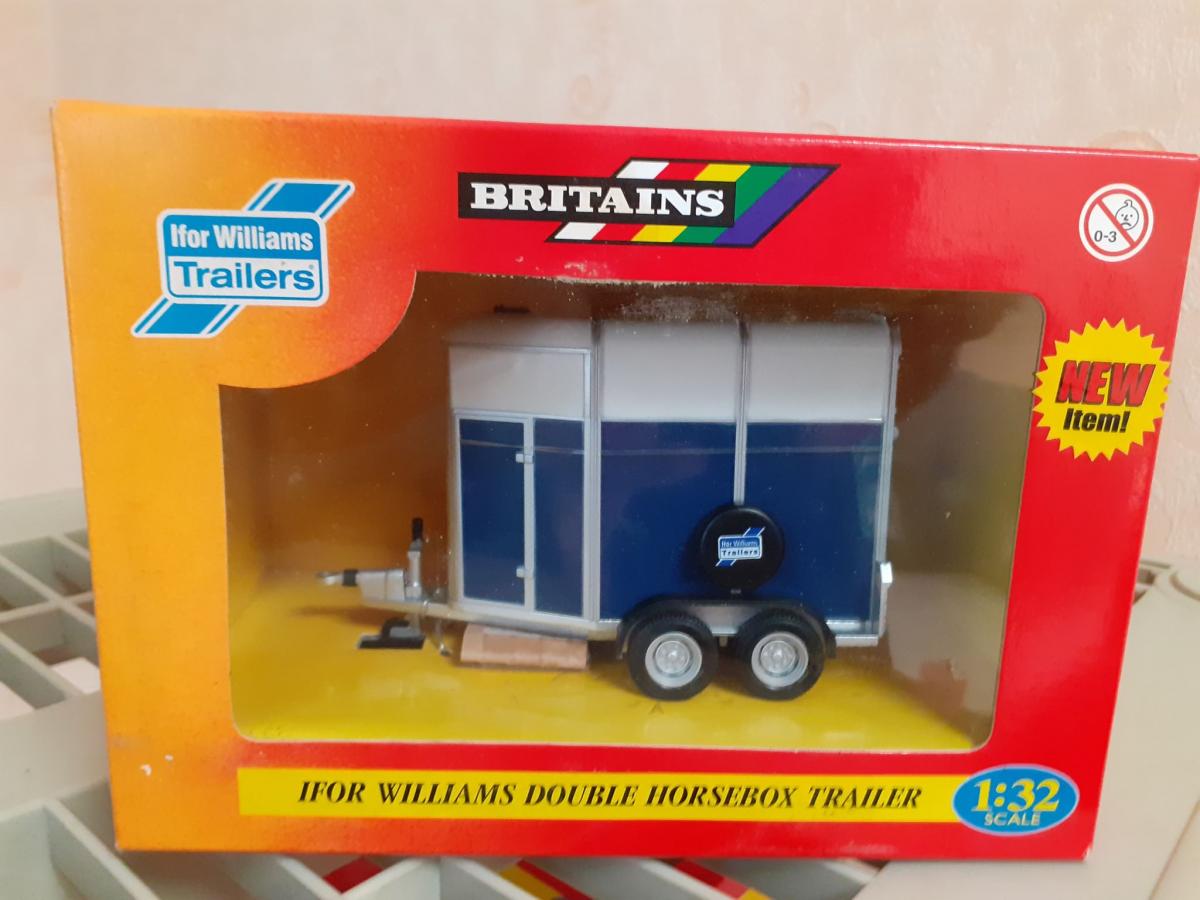 BRITAINS
Ifor Williams
Trailers
0-3
NEW
Item!
Ifor Williams
Trailers
IFOR WILLIAMS DOUBLE HORSEBOX TRAILER
1:32
SCALE